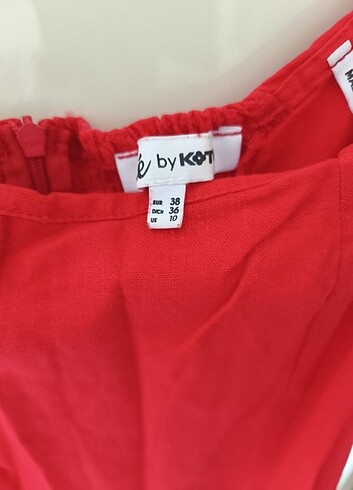 by KOT
EUR 38
D/CH 36
UK 10